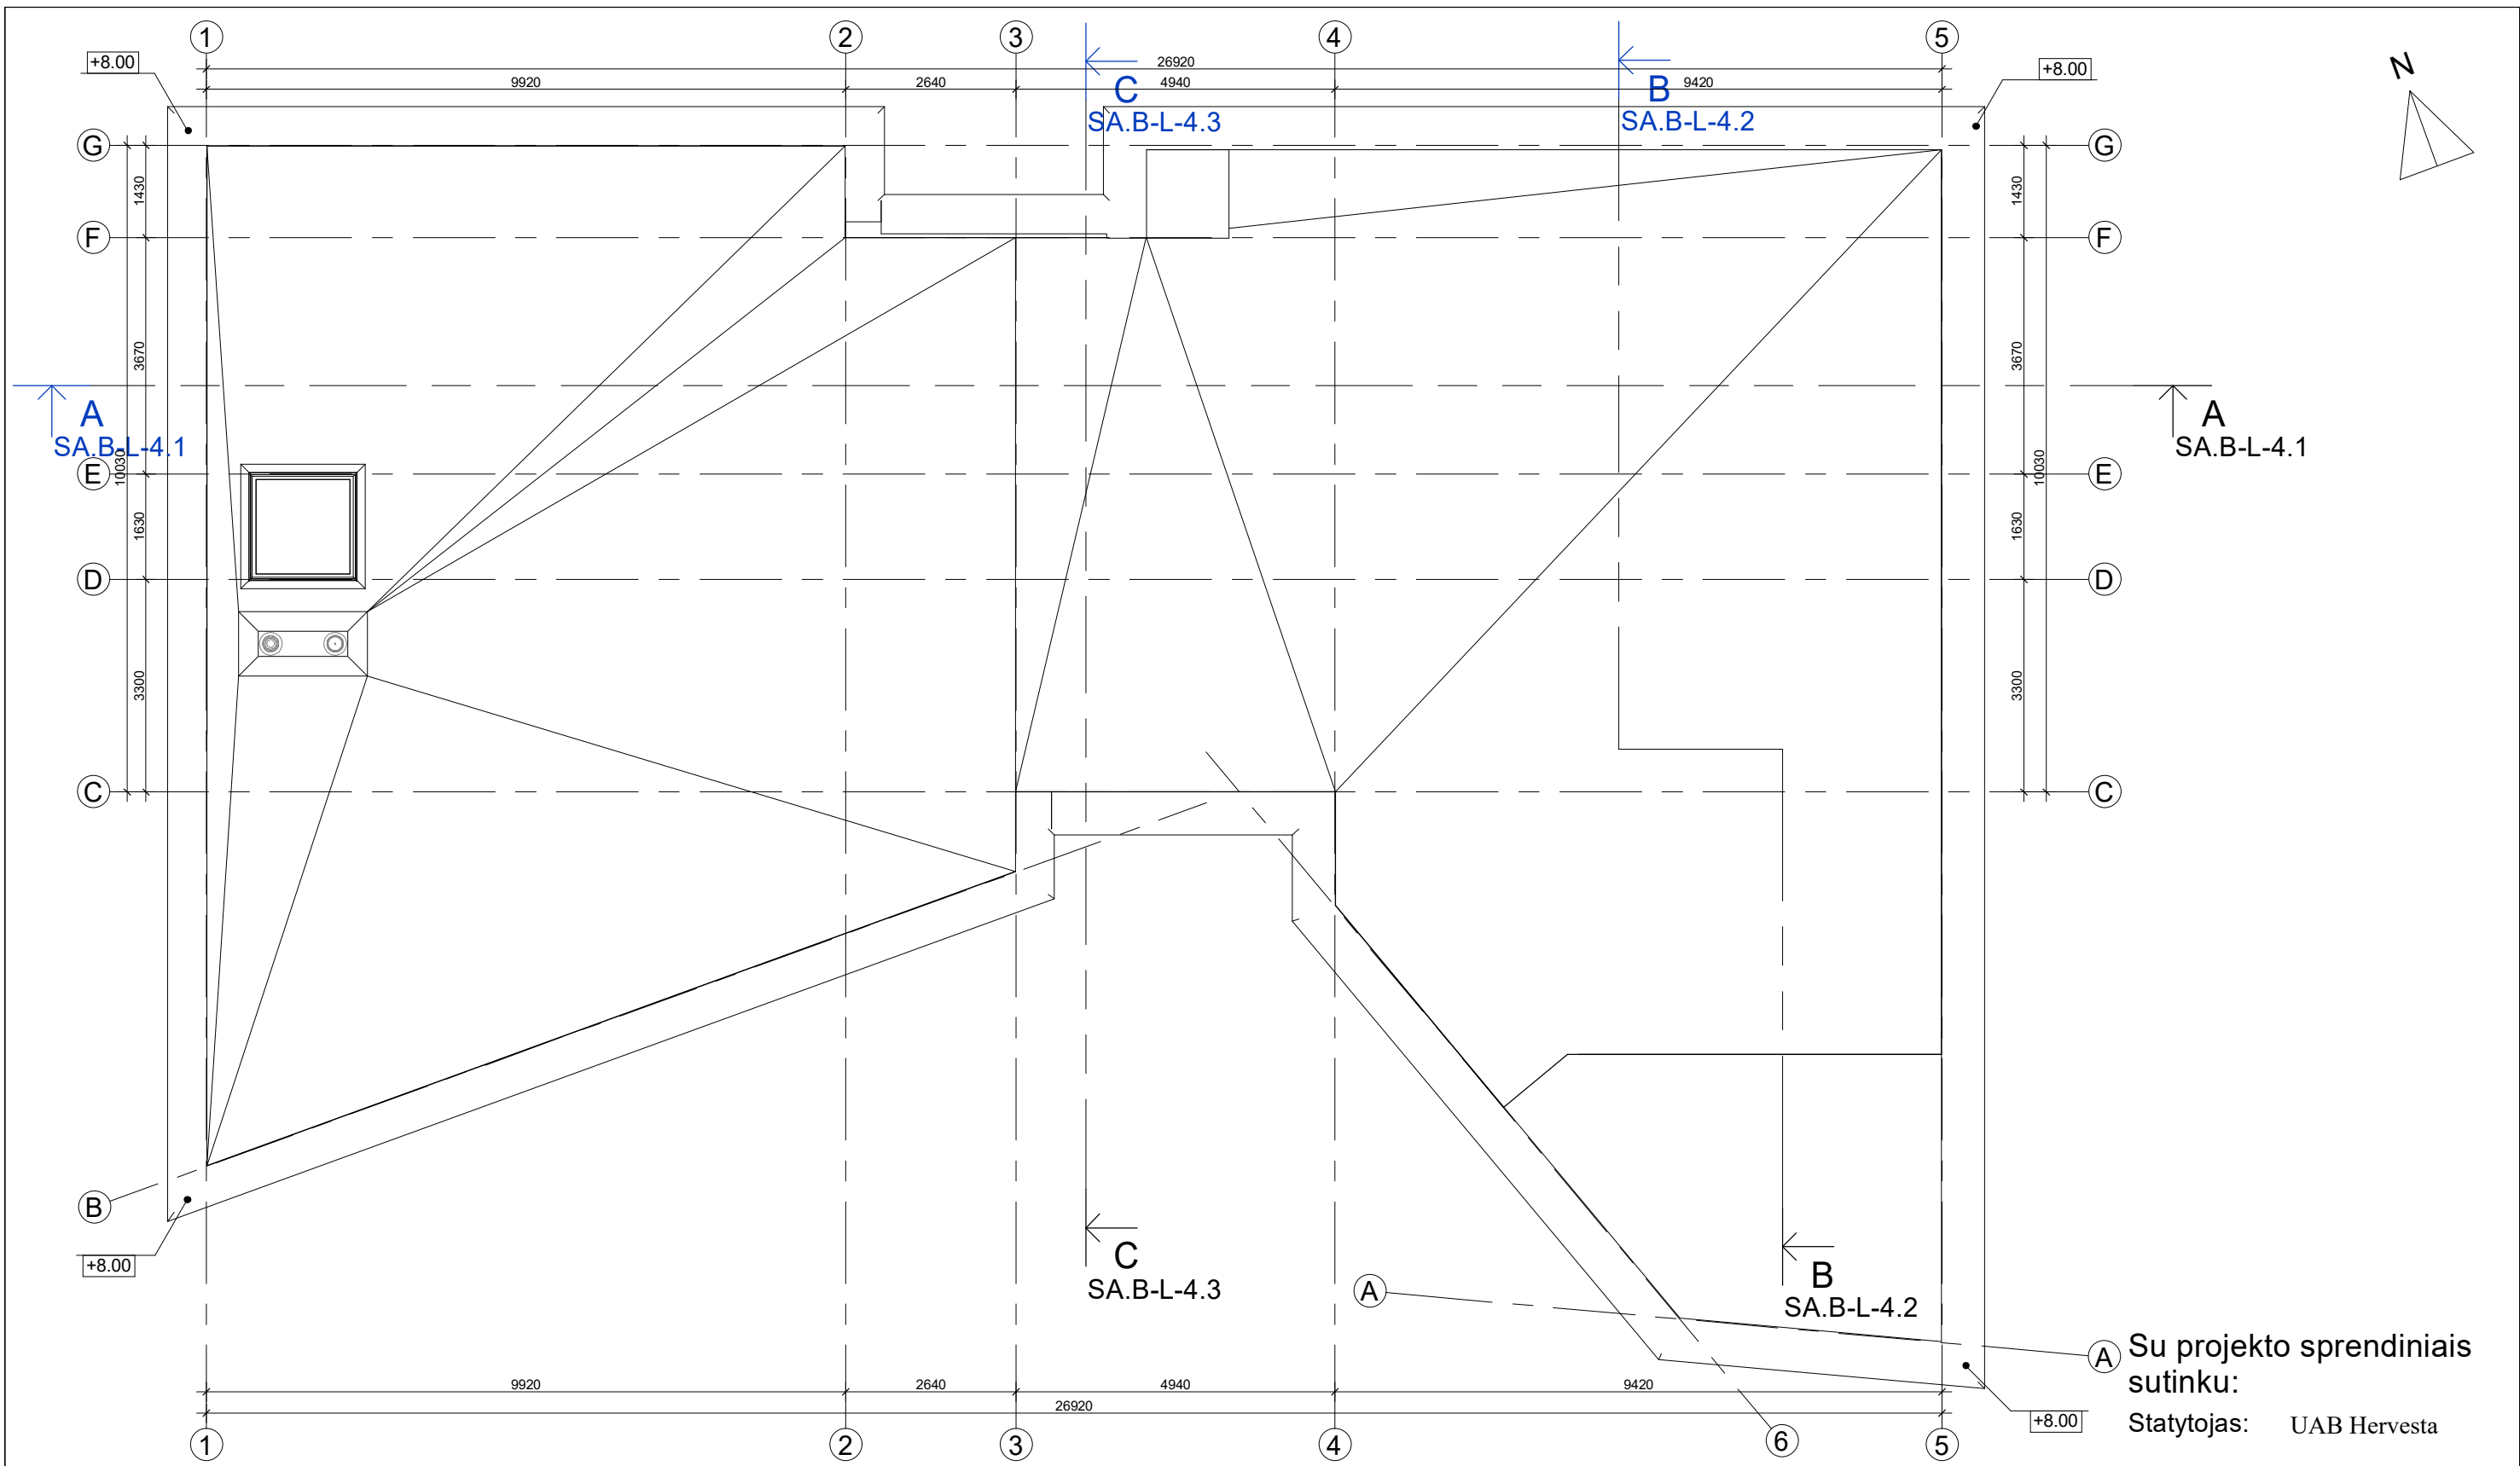 1 2 3 4 5
26920
9920 2640 4940 9420
+8.00 +8.00
N
C B
SA.B-L-4.3 SA.B-L-4.2
G G
1430 1430
F F
3670 3670
A A
SA.B-L-4.1 SA.B-L-4.1
10030 10030
E E
1630 1630
D D
3300 3300
C C
B
+8.00
C
SA.B-L-4.3
B
SA.B-L-4.2
A
A
Su projekto sprendiniais
sutinku:
Statytojas: UAB Hervesta
+8.00
9920 2640 4940 9420
26920
1 2 3 4 6 5